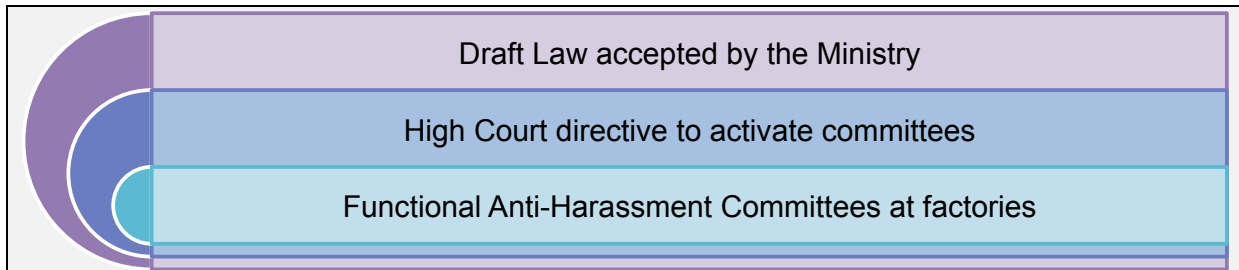 Draft Law accepted by the Ministry
High Court directive to activate committees
Functional Anti-Harassment Committees at factories